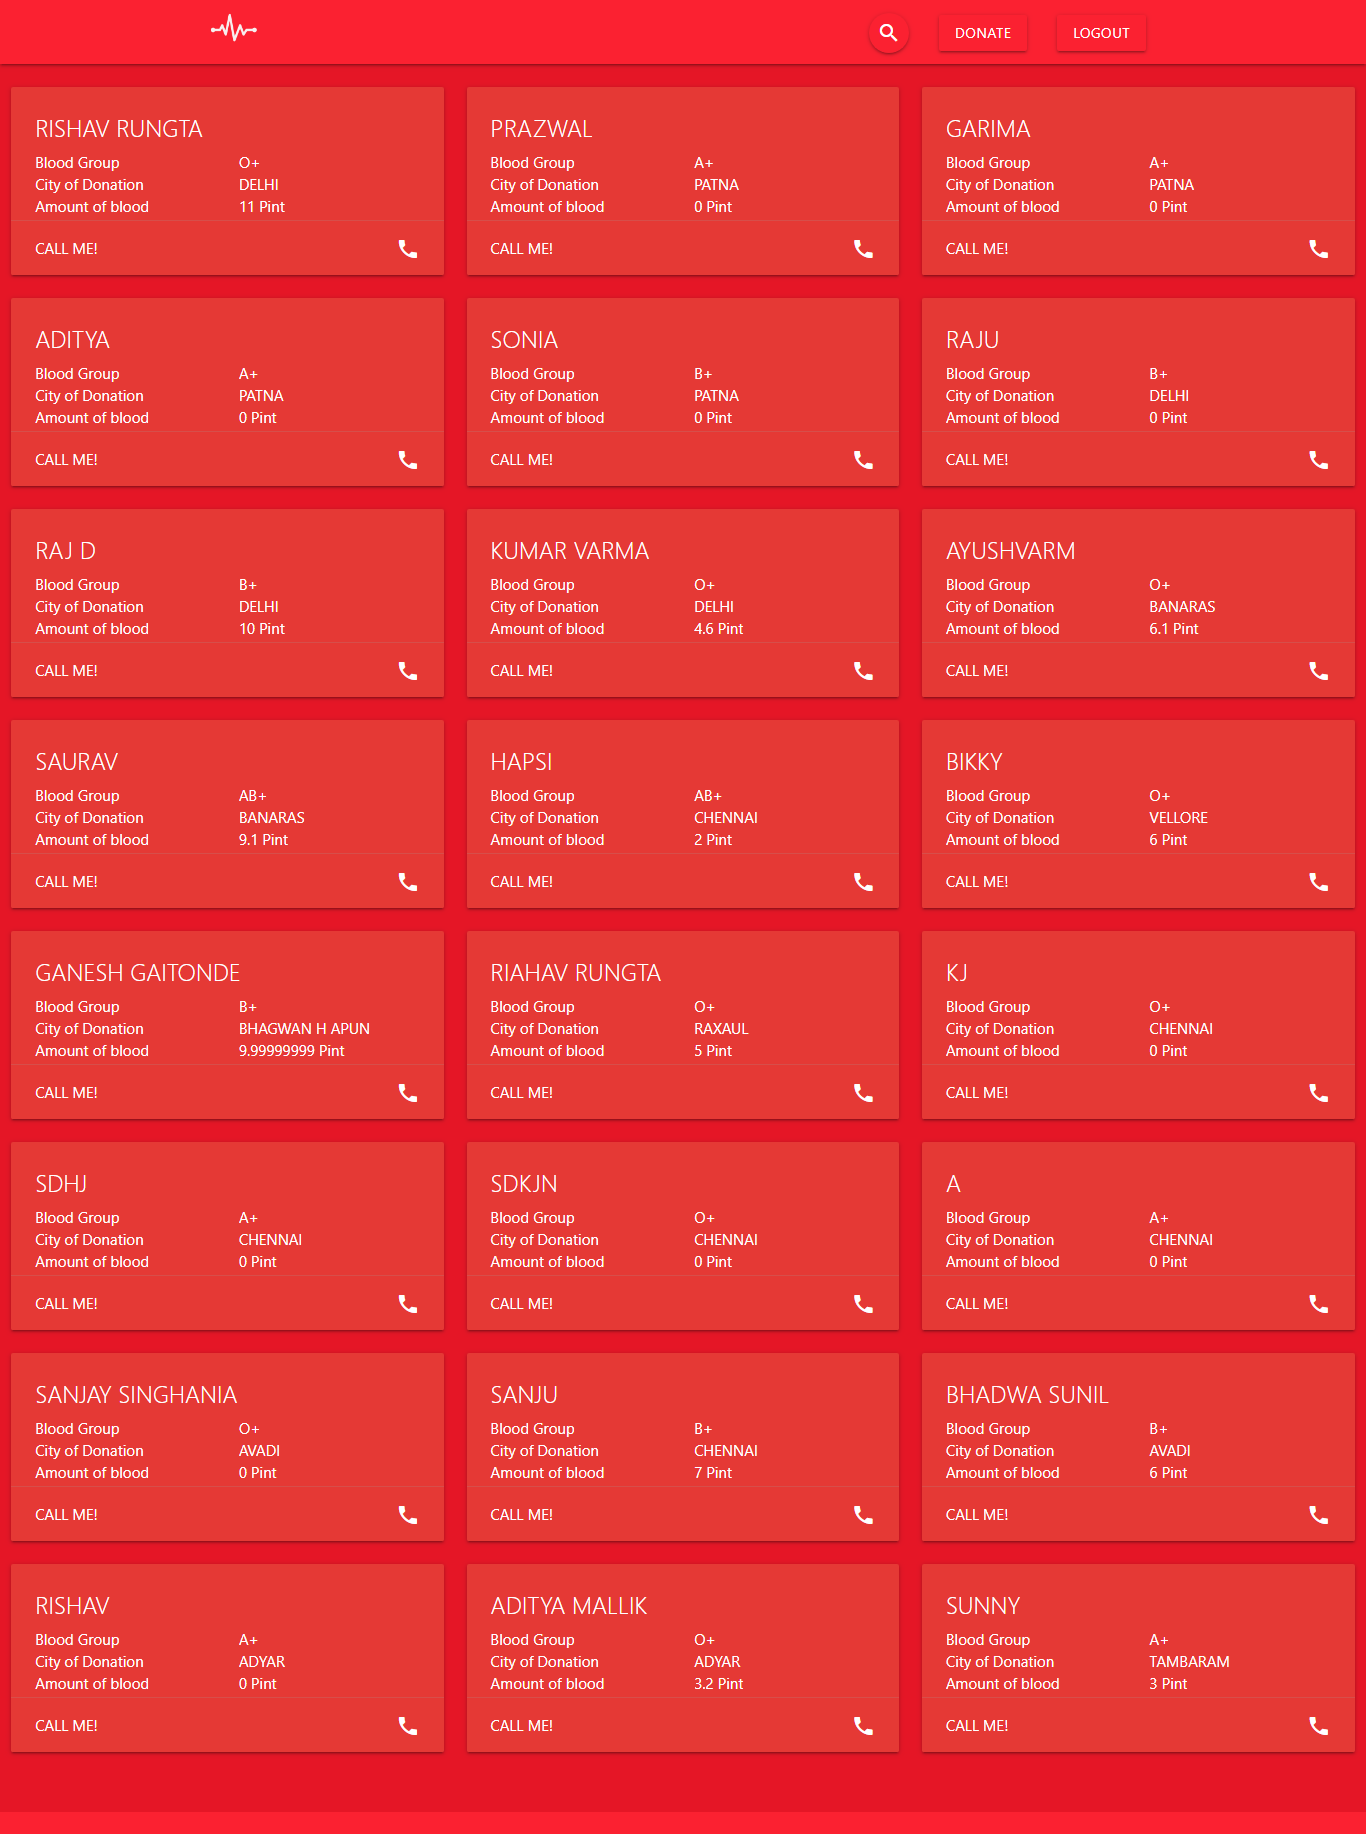 DONATE LOGOUT
RISHAV RUNGTA
Blood Group O+
City of Donation DELHI
Amount of blood 11 Pint
CALL ME!
PRAZWAL
Blood Group A+
City of Donation PATNA
Amount of blood 0 Pint
CALL ME!
GARIMA
Blood Group A+
City of Donation PATNA
Amount of blood 0 Pint
CALL ME!
ADITYA
Blood Group A+
City of Donation PATNA
Amount of blood 0 Pint
CALL ME!
SONIA
Blood Group B+
City of Donation PATNA
Amount of blood 0 Pint
CALL ME!
RAJU
Blood Group B+
City of Donation DELHI
Amount of blood 0 Pint
CALL ME!
RAJ D
Blood Group B+
City of Donation DELHI
Amount of blood 10 Pint
CALL ME!
KUMAR VARMA
Blood Group O+
City of Donation DELHI
Amount of blood 4.6 Pint
CALL ME!
AYUSHVARM
Blood Group O+
City of Donation BANARAS
Amount of blood 6.1 Pint
CALL ME!
SAURAV
Blood Group AB+
City of Donation BANARAS
Amount of blood 9.1 Pint
CALL ME!
HAPSI
Blood Group AB+
City of Donation CHENNAI
Amount of blood 2 Pint
CALL ME!
BIKKY
Blood Group O+
City of Donation VELLORE
Amount of blood 6 Pint
CALL ME!
GANESH GAITONDE
Blood Group B+
City of Donation BHAGWAN H APUN
Amount of blood 9.99999999 Pint
CALL ME!
RIAHAV RUNGTA
Blood Group O+
City of Donation RAXAUL
Amount of blood 5 Pint
CALL ME!
KJ
Blood Group O+
City of Donation CHENNAI
Amount of blood 0 Pint
CALL ME!
SDHJ
Blood Group A+
City of Donation CHENNAI
Amount of blood 0 Pint
CALL ME!
SDKJN
Blood Group O+
City of Donation CHENNAI
Amount of blood 0 Pint
CALL ME!
A
Blood Group A+
City of Donation CHENNAI
Amount of blood 0 Pint
CALL ME!
SANJAY SINGHANIA
Blood Group O+
City of Donation AVADI
Amount of blood 0 Pint
CALL ME!
SANJU
Blood Group B+
City of Donation CHENNAI
Amount of blood 7 Pint
CALL ME!
BHADWA SUNIL
Blood Group B+
City of Donation AVADI
Amount of blood 6 Pint
CALL ME!
RISHAV
Blood Group A+
City of Donation ADYAR
Amount of blood 0 Pint
CALL ME!
ADITYA MALLIK
Blood Group O+
City of Donation ADYAR
Amount of blood 3.2 Pint
CALL ME!
SUNNY
Blood Group A+
City of Donation TAMBARAM
Amount of blood 3 Pint
CALL ME!